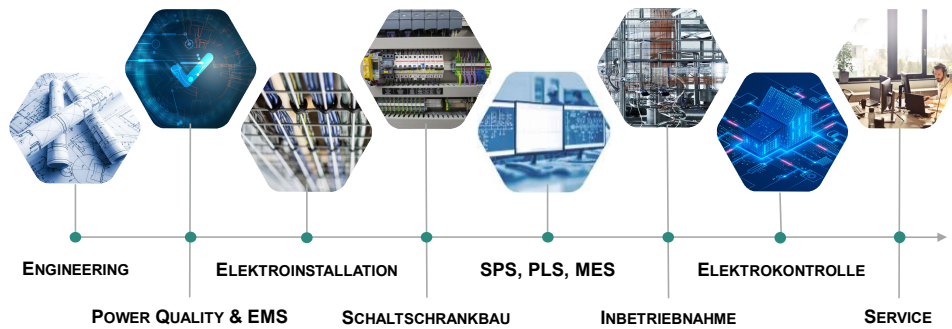 ENGINEERING
POWER QUALITY & EMS
ELEKTROINSTALLATION
SCHALTSCHRANKBAU
SPS, PLS, MES
INBETRIEBNAHME
ELEKTROKONTROLLE
SERVICE